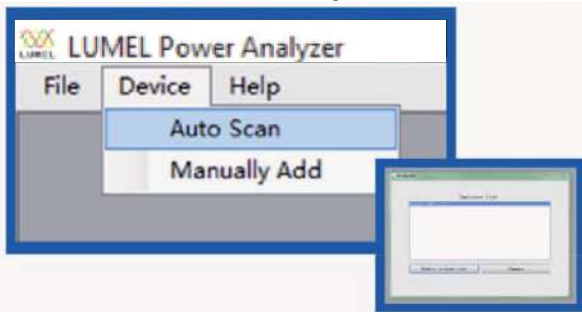 LUMEL LUMEL Power Analyzer
File Device Help
Auto Scan
Manually Add